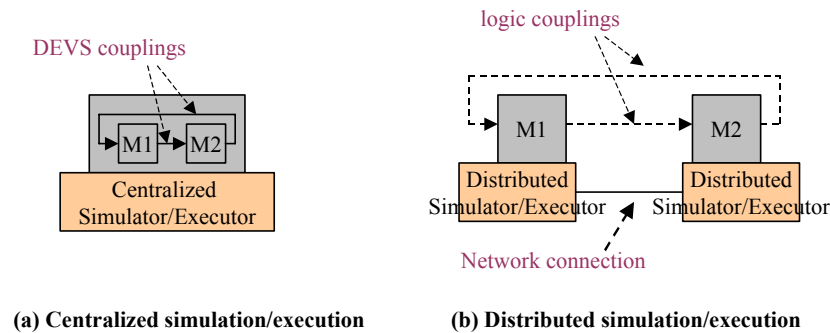 DEVS couplings
M1
M2
Centralized
Simulator/Executor
(a) Centralized simulation/execution
logic couplings
M1
M2
Distributed
Simulator/Executor
Distributed
Simulator/Executor
Network connection
(b) Distributed simulation/execution